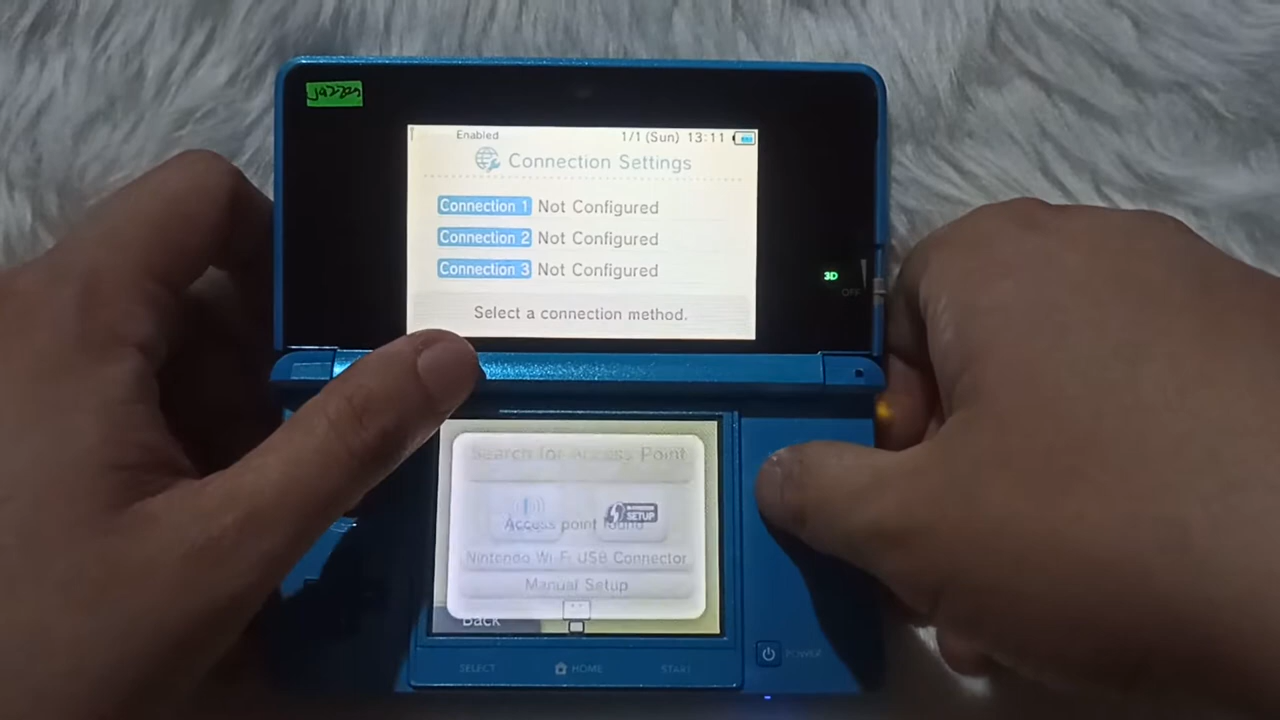 Enabled 1/1 (Sun) 13:11
Connection Settings
Connection 1 Not Configured
Connection 2 Not Configured
Connection 3 Not Configured
3D
OFF
Select a connection method.
Search for Access Point
SETUP
Access point found
Nintendo Wi-Fi USB Connector
Manual Setup
Back
SELECT HOME START
POWER